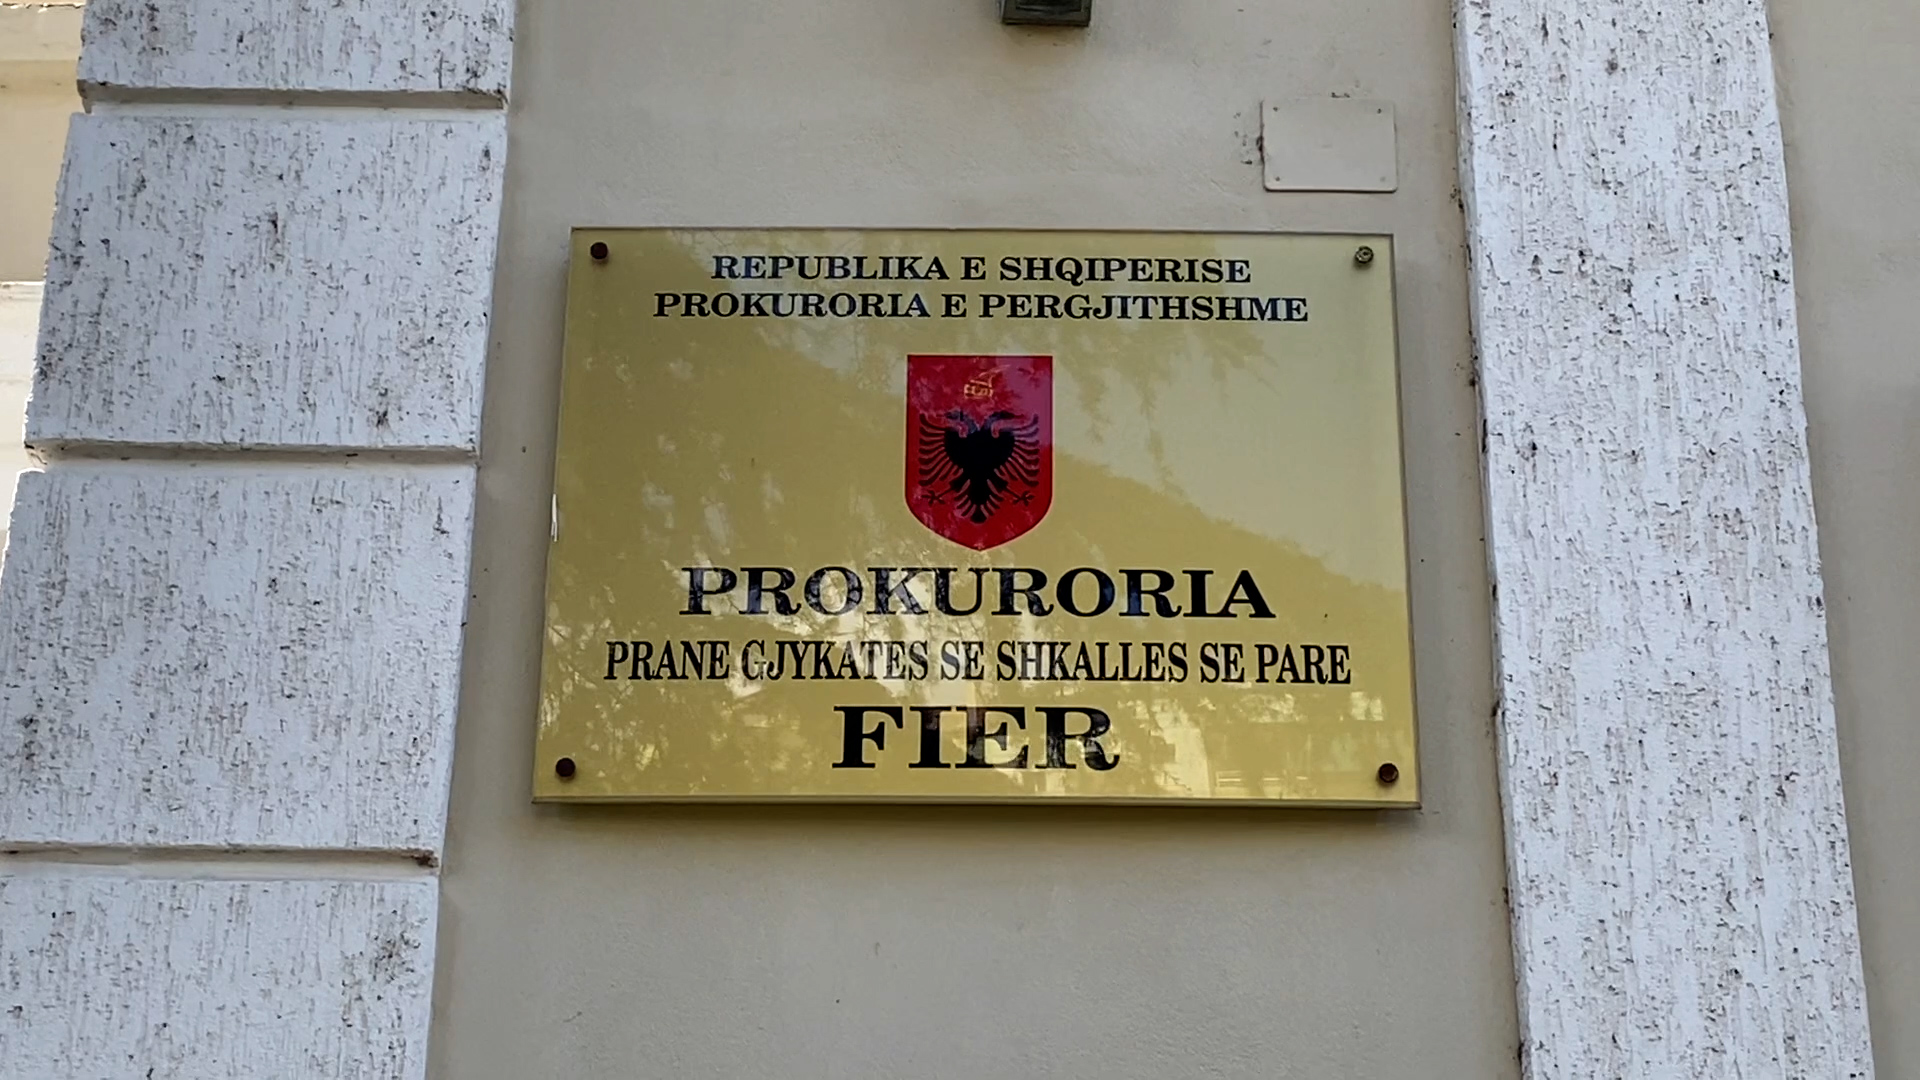 REPUBLIKA E SHQIPERISE
PROKURORIA E PERGJITHSHME
PROKURORIA
PRANE GJYKATES SE SHKALLES SE PARE
FIER